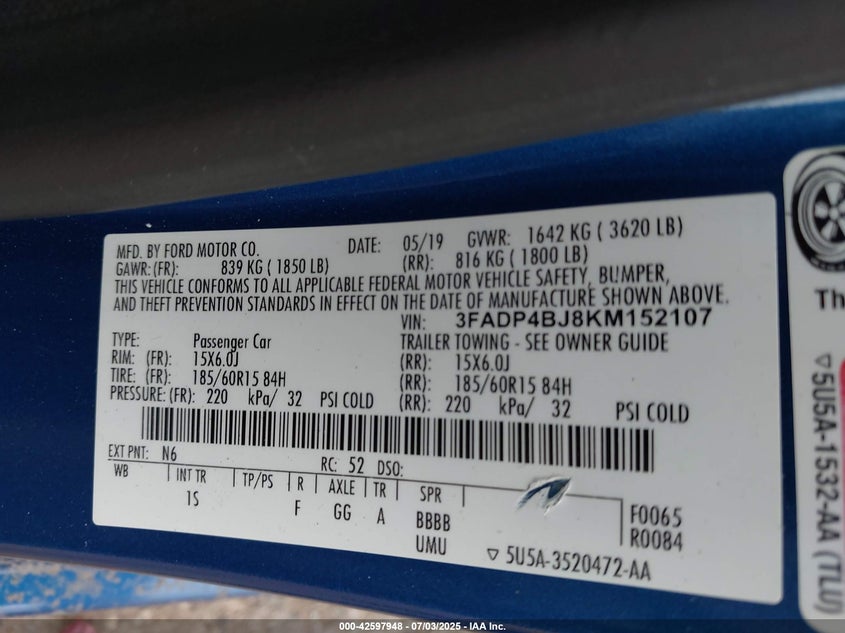 MFD. BY FORD MOTOR CO. DATE: 05/19 GVWR: 1642 KG ( 3620 LB)
GAWR: (FR): 839 KG ( 1850 LB) (RR): 816 KG ( 1800 LB)
THIS VEHICLE CONFORMS TO ALL APPLICABLE FEDERAL MOTOR VEHICLE SAFETY, BUMPER,
AND THEFT PREVENTION STANDARDS IN EFFECT ON THE DATE OF MANUFACTURE SHOWN ABOVE.
VIN: 3FADP4BJ8KM152107
TYPE: Passenger Car TRAILER TOWING - SEE OWNER GUIDE
RIM: (FR): 15X6.0J (RR): 15X6.0J
TIRE: (FR): 185/60R15 84H (RR): 185/60R15 84H
PRESSURE: (FR): 220 kPa/ 32 PSI COLD (RR): 220 kPa/ 32 PSI COLD
EXT PNT: N6 RC: 52 DSO:
WB INT TR TP/PS R AXLE TR SPR
1S F GG A BBBB F0065
UMU R0084
▽ 5U5A-3520472-AA
Th
▽ 5U5A-1532-AA (TLU)
000-42597948 | 07/03/2025 | IAA Inc.